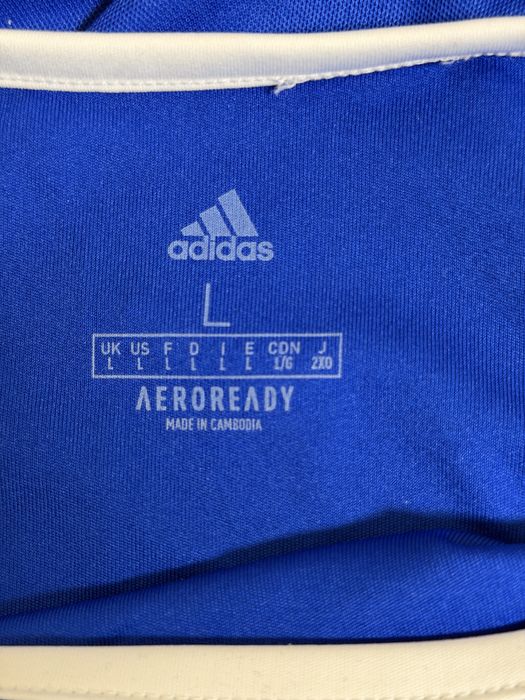 adidas
L
UK US F D I E CDN J
L L L L L L L/G 2XO
AEROREADY
MADE IN CAMBODIA